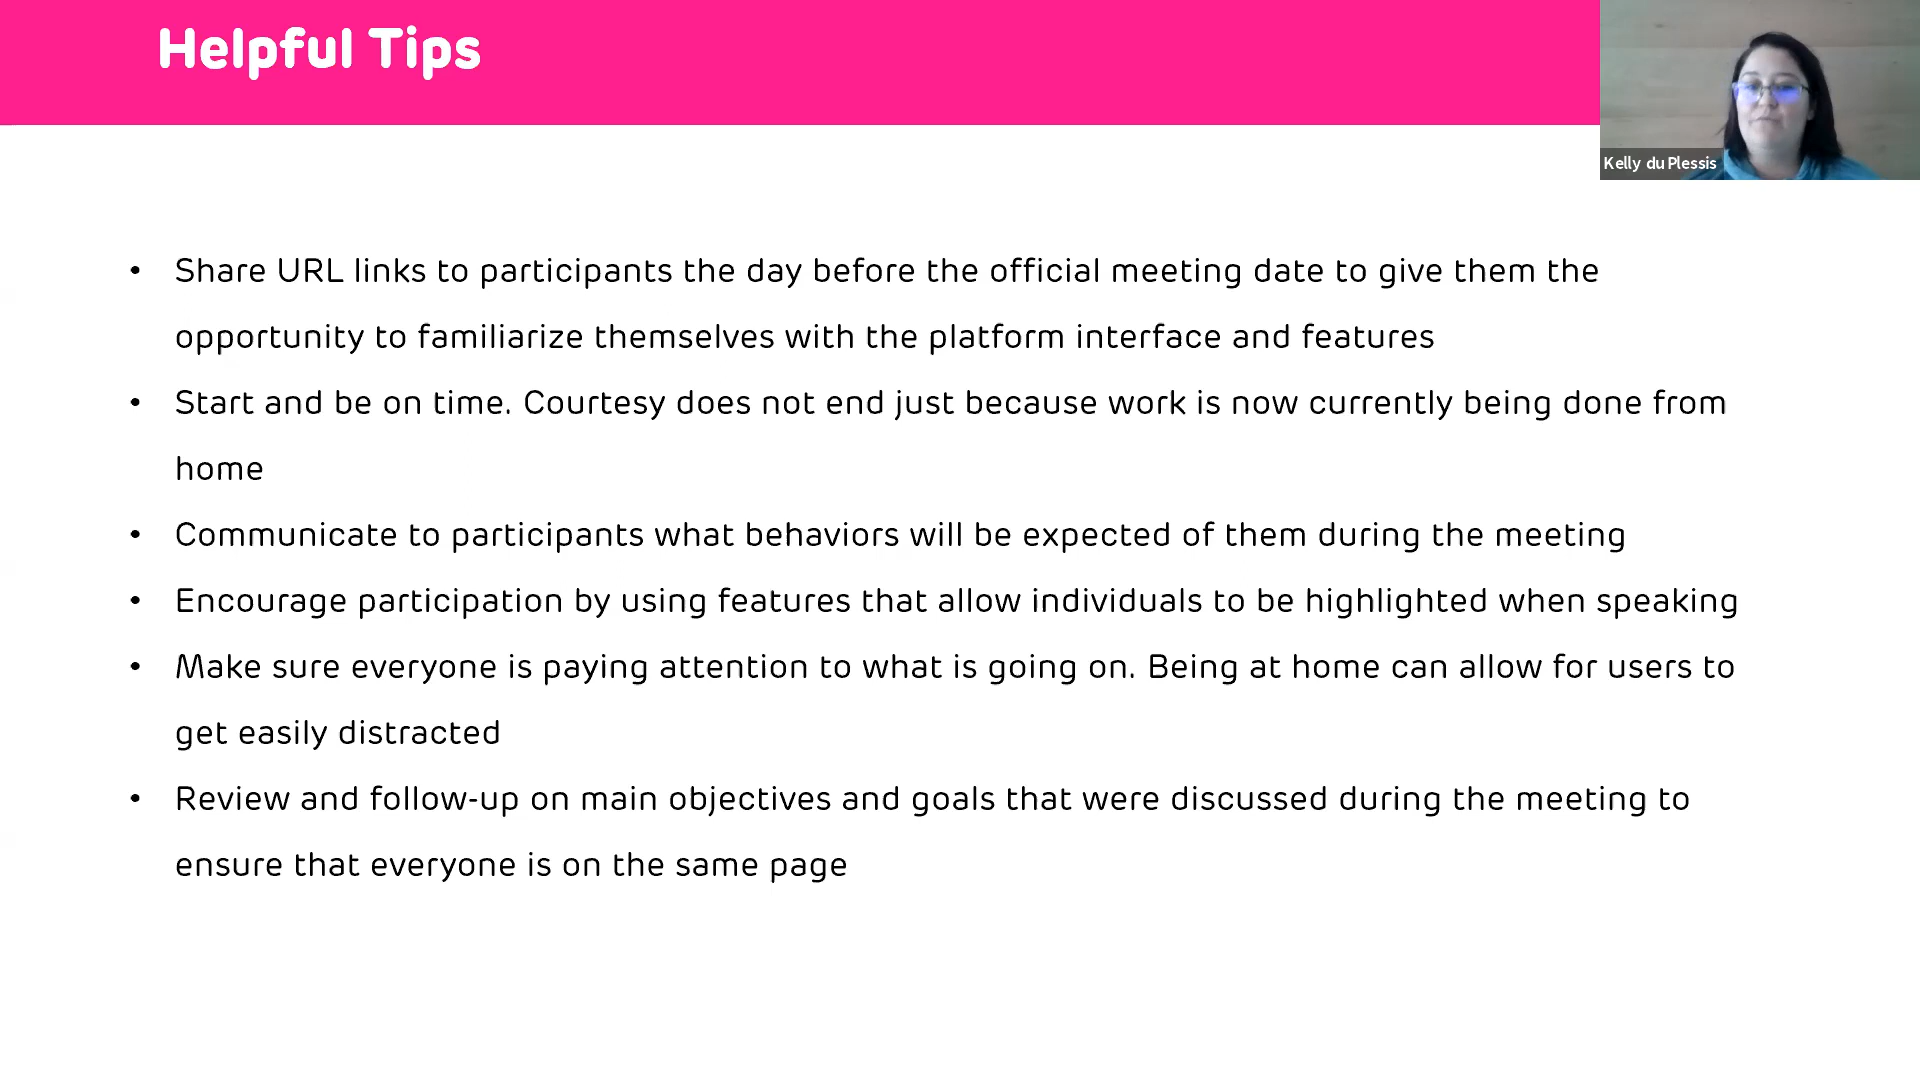 Helpful Tips
Kelly du Plessis
• Share URL links to participants the day before the official meeting date to give them the
opportunity to familiarize themselves with the platform interface and features
• Start and be on time. Courtesy does not end just because work is now currently being done from
home
• Communicate to participants what behaviors will be expected of them during the meeting
• Encourage participation by using features that allow individuals to be highlighted when speaking
• Make sure everyone is paying attention to what is going on. Being at home can allow for users to
get easily distracted
• Review and follow-up on main objectives and goals that were discussed during the meeting to
ensure that everyone is on the same page